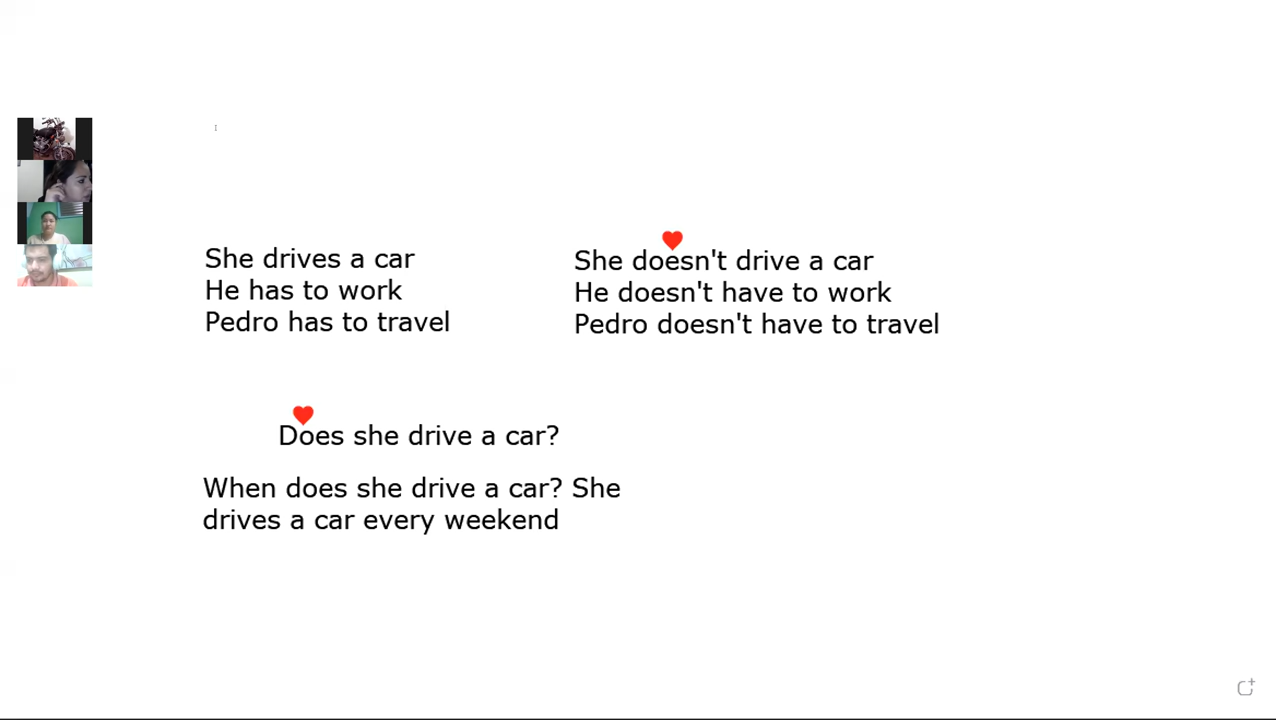 She drives a car
He has to work
Pedro has to travel
She doesn't drive a car
He doesn't have to work
Pedro doesn't have to travel
Does she drive a car?
When does she drive a car? She
drives a car every weekend